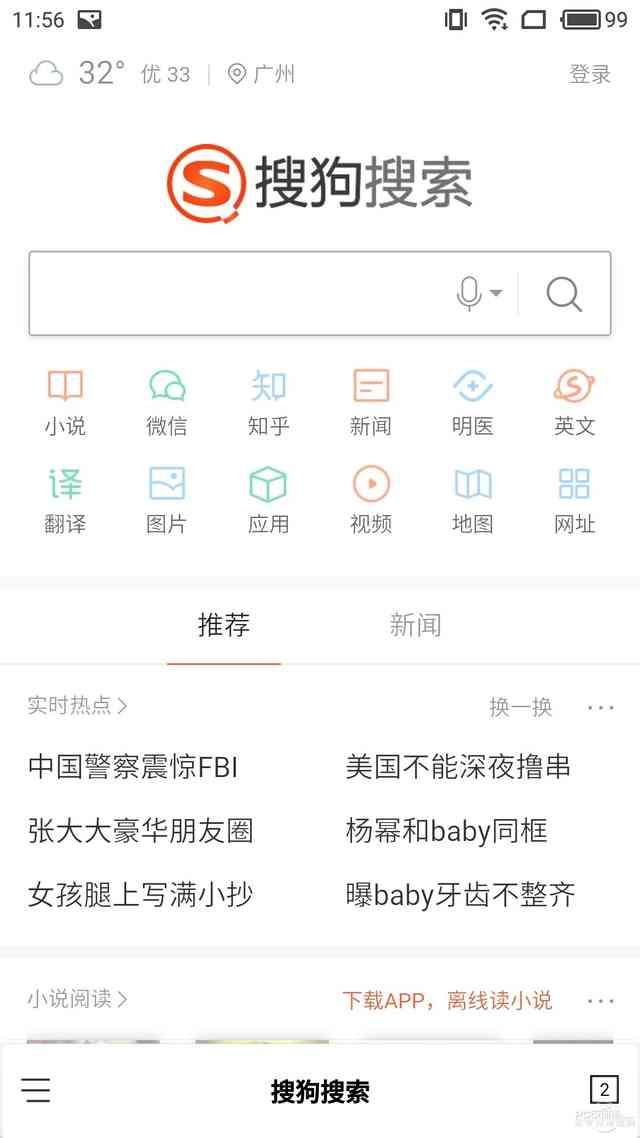 11:56 99
32° 优 33 广州 登录
搜狗搜索
小说 微信 知乎 新闻 明医 英文
译
翻译 图片 应用 视频 地图 网址
推荐 新闻
实时热点 换一换
中国警察震惊FBI 美国不能深夜撸串
张大大豪华朋友圈 杨幂和baby同框
女孩腿上写满小抄 曝baby牙齿不整齐
小说阅读 下载APP，离线读小说
搜狗搜索 2